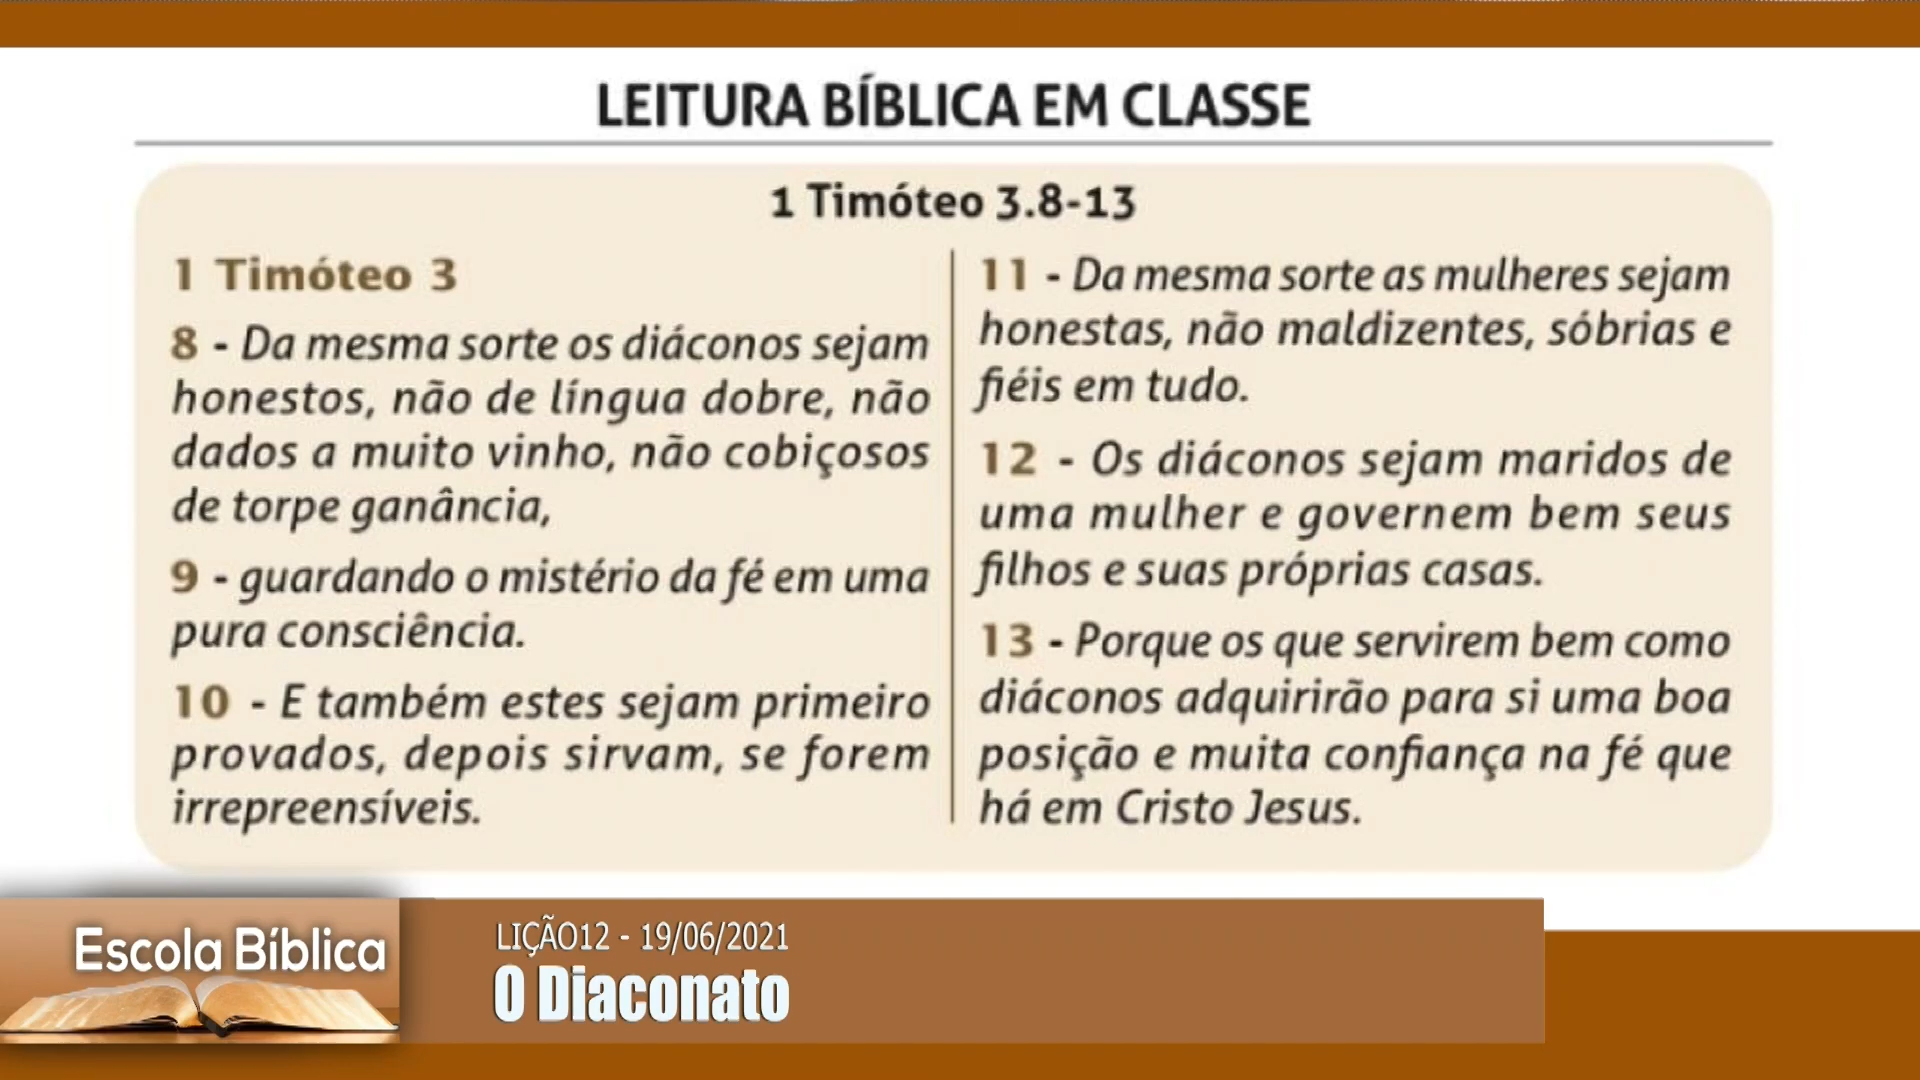 LEITURA BÍBLICA EM CLASSE
1 Timóteo 3.8-13
1 Timóteo 3
8 - Da mesma sorte os diáconos sejam
honestos, não de língua dobre, não
dados a muito vinho, não cobiçosos
de torpe ganância,
9 - guardando o mistério da fé em uma
pura consciência.
10 - E também estes sejam primeiro
provados, depois sirvam, se forem
irrepreensíveis.
11 - Da mesma sorte as mulheres sejam
honestas, não maldizentes, sóbrias e
fiéis em tudo.
12 - Os diáconos sejam maridos de
uma mulher e governem bem seus
filhos e suas próprias casas.
13 - Porque os que servirem bem como
diáconos adquirirão para si uma boa
posição e muita confiança na fé que
há em Cristo Jesus.
Escola Bíblica
LIÇÃO12 - 19/06/2021
O Diaconato